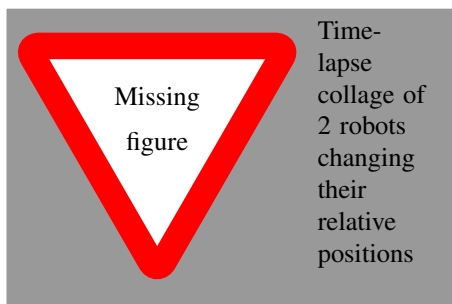 Missing
figure
Time-
lapse
collage of
2 robots
changing
their
relative
positions